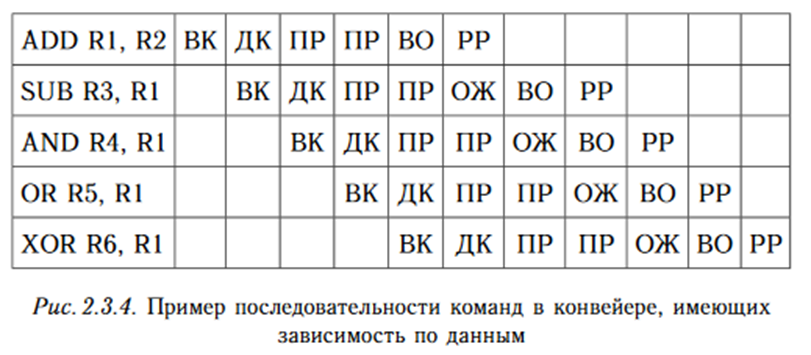 ADD R1, R2 ВК ДК ПР ПР ВО РР
SUB R3, R1 ВК ДК ПР ПР ОЖ ВО РР
AND R4, R1 ВК ДК ПР ПР ОЖ ВО РР
OR R5, R1 ВК ДК ПР ПР ОЖ ВО РР
XOR R6, R1 ВК ДК ПР ПР ОЖ ВО РР
Рис. 2.3.4. Пример последовательности команд в конвейере, имеющих
зависимость по данным